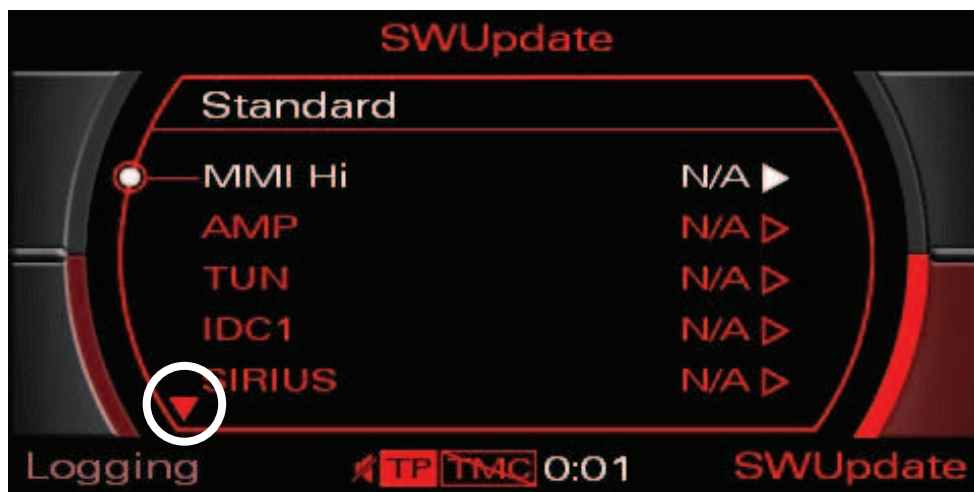 SWUpdate
Standard
MMI Hi N/A
AMP N/A
TUN N/A
IDC1 N/A
SIRIUS N/A
Logging TP TMC 0:01 SWUpdate